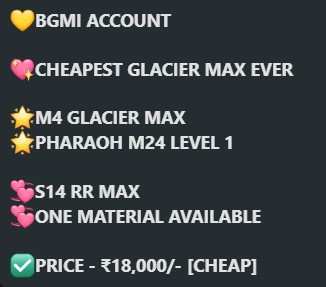 💛BGMI ACCOUNT
💖CHEAPEST GLACIER MAX EVER
🌟M4 GLACIER MAX
🌟PHARAOH M24 LEVEL 1
💞S14 RR MAX
💞ONE MATERIAL AVAILABLE
✅PRICE - ₹18,000/- [CHEAP]